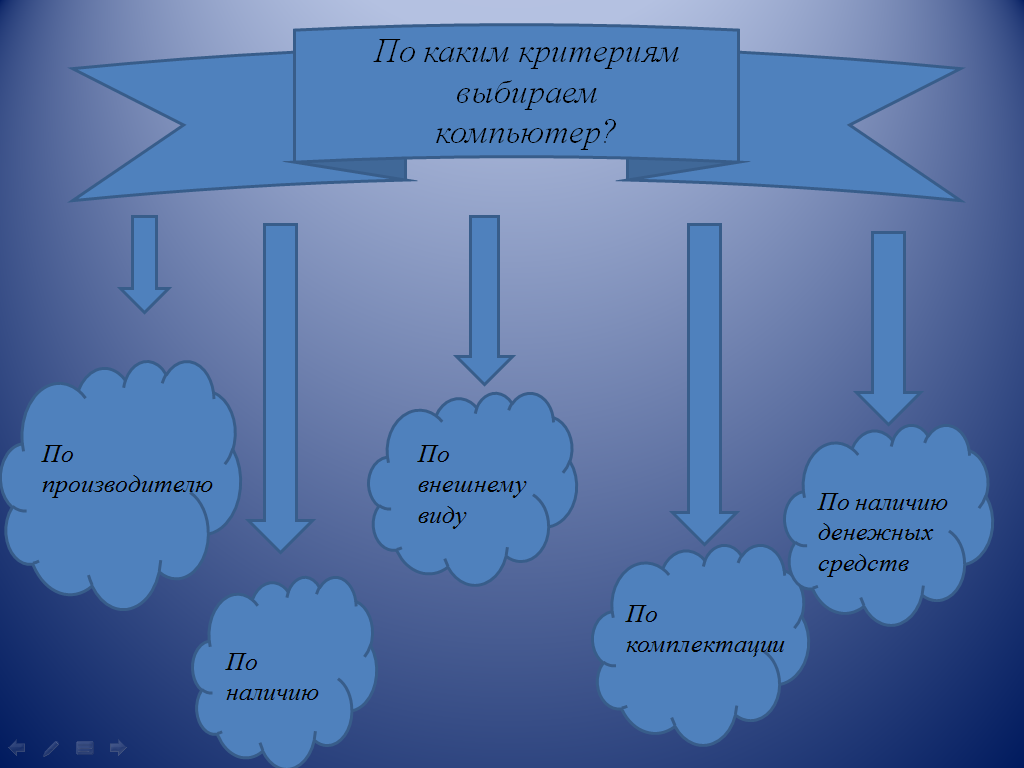 По каким критериям
выбираем
компьютер?
По
производителю
По
наличию
По
внешнему
виду
По
комплектации
По наличию
денежных
средств